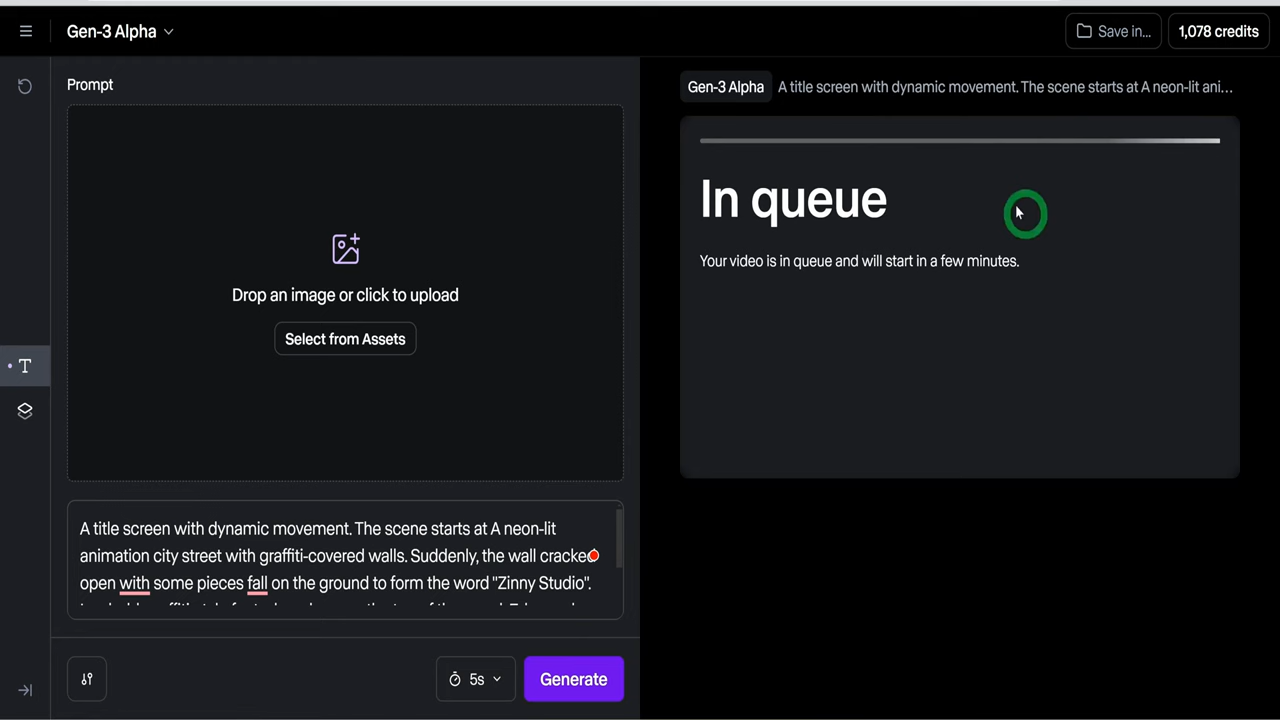 Gen-3 Alpha
Save in...
1,078 credits
Prompt
Drop an image or click to upload
Select from Assets
A title screen with dynamic movement. The scene starts at A neon-lit
animation city street with graffiti-covered walls. Suddenly, the wall cracked
open with some pieces fall on the ground to form the word "Zinny Studio".
5s
Generate
Gen-3 Alpha
A title screen with dynamic movement. The scene starts at A neon-lit ani...
In queue
Your video is in queue and will start in a few minutes.